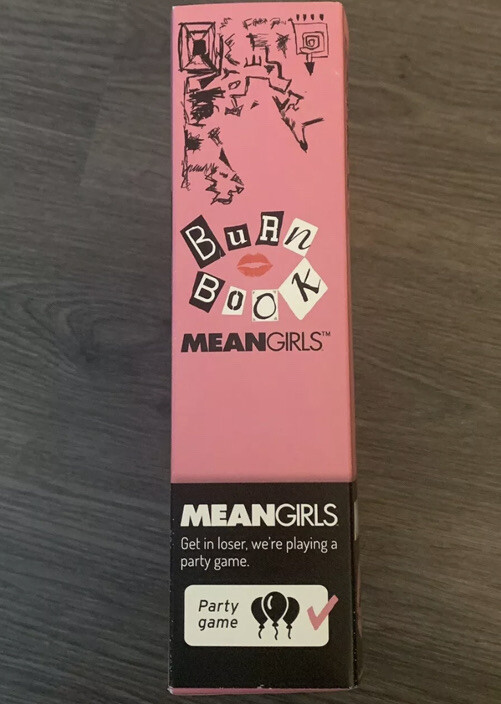 BuRn
BOOK
MEANGIRLS™
MEANGIRLS
Get in loser, we're playing a
party game.
Party
game